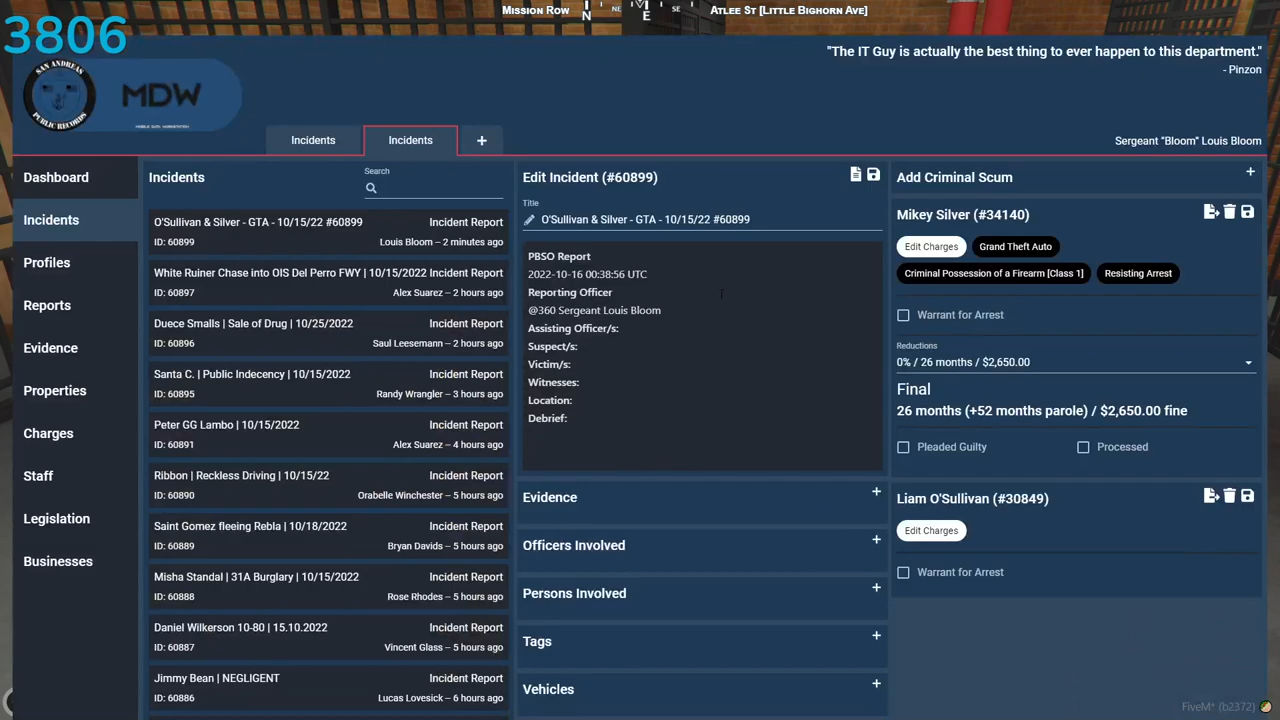 Mission Row
N
NE
E
SE
Atlee St [Little Bighorn Ave]
3806
"The IT Guy is actually the best thing to ever happen to this department."
- Pinzon
SAN ANDREAS
PUBLIC RECORDS
MDW
MOBILE DATA WORKSTATION
Incidents
Incidents
+
Sergeant "Bloom" Louis Bloom
Dashboard
Incidents
Profiles
Reports
Evidence
Properties
Charges
Staff
Legislation
Businesses
Incidents
Search
O'Sullivan & Silver - GTA - 10/15/22 #60899 Incident Report
ID: 60899 Louis Bloom – 2 minutes ago
White Ruiner Chase into OIS Del Perro FWY | 10/15/2022 Incident Report
ID: 60897 Alex Suarez – 2 hours ago
Duece Smalls | Sale of Drug | 10/25/2022 Incident Report
ID: 60896 Saul Leesemann – 2 hours ago
Santa C. | Public Indecency | 10/15/2022 Incident Report
ID: 60895 Randy Wrangler – 3 hours ago
Peter GG Lambo | 10/15/2022 Incident Report
ID: 60891 Alex Suarez – 4 hours ago
Ribbon | Reckless Driving | 10/15/22 Incident Report
ID: 60890 Orabelle Winchester – 5 hours ago
Saint Gomez fleeing Rebla | 10/18/2022 Incident Report
ID: 60889 Bryan Davids – 5 hours ago
Misha Standal | 31A Burglary | 10/15/2022 Incident Report
ID: 60888 Rose Rhodes – 5 hours ago
Daniel Wilkerson 10-80 | 15.10.2022 Incident Report
ID: 60887 Vincent Glass – 5 hours ago
Jimmy Bean | NEGLIGENT Incident Report
ID: 60886 Lucas Lovesick – 6 hours ago
Edit Incident (#60899)
Title
O'Sullivan & Silver - GTA - 10/15/22 #60899
PBSO Report
2022-10-16 00:38:56 UTC
Reporting Officer
@360 Sergeant Louis Bloom
Assisting Officer/s:
Suspect/s:
Victim/s:
Witnesses:
Location:
Debrief:
Evidence +
Officers Involved +
Persons Involved +
Tags +
Vehicles +
Add Criminal Scum +
Mikey Silver (#34140)
Edit Charges Grand Theft Auto
Criminal Possession of a Firearm [Class 1] Resisting Arrest
Warrant for Arrest
Reductions
0% / 26 months / $2,650.00
Final
26 months (+52 months parole) / $2,650.00 fine
Pleaded Guilty Processed
Liam O'Sullivan (#30849)
Edit Charges
Warrant for Arrest
FiveM* (b2372)